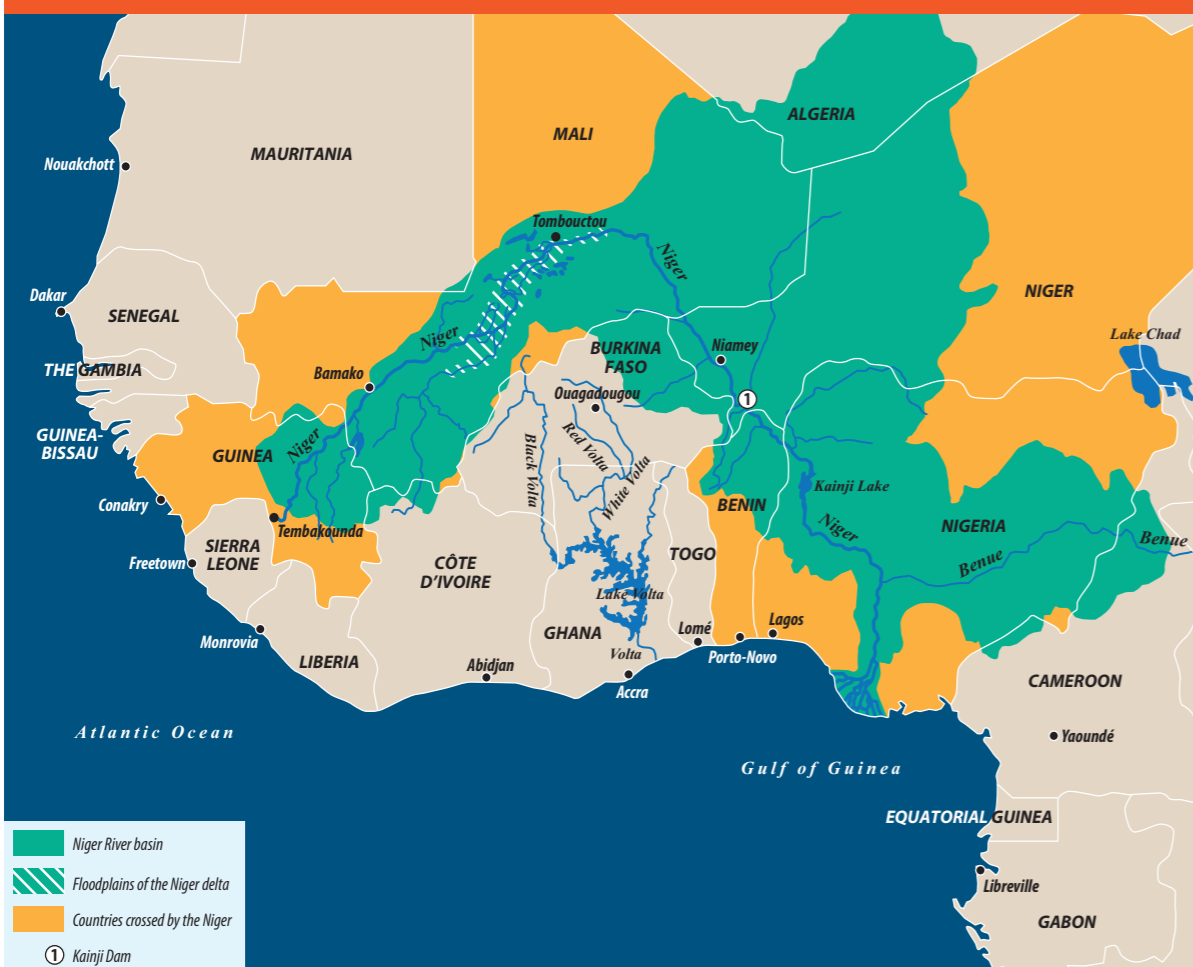 ALGERIA
MALI
MAURITANIA
Nouakchott
Tombouctou
Niger
NIGER
Dakar
SENEGAL
Lake Chad
Niger
BURKINA
FASO
Niamey
THE GAMBIA
Bamako
Ouagadougou
1
GUINEA-
BISSAU
GUINEA
Niger
Red Volta
Black Volta
White Volta
Kainji Lake
Conakry
BENIN
Tembakounda
Niger
NIGERIA
Benue
Benue
SIERRA
LEONE
Freetown
CÔTE
D’IVOIRE
TOGO
Lake Volta
Monrovia
GHANA
Lomé
Lagos
LIBERIA
Volta
Porto-Novo
Abidjan
Accra
CAMEROON
Atlantic Ocean
Yaoundé
Gulf of Guinea
EQUATORIAL GUINEA
Libreville
GABON
Niger River basin
Floodplains of the Niger delta
Countries crossed by the Niger
1 Kainji Dam